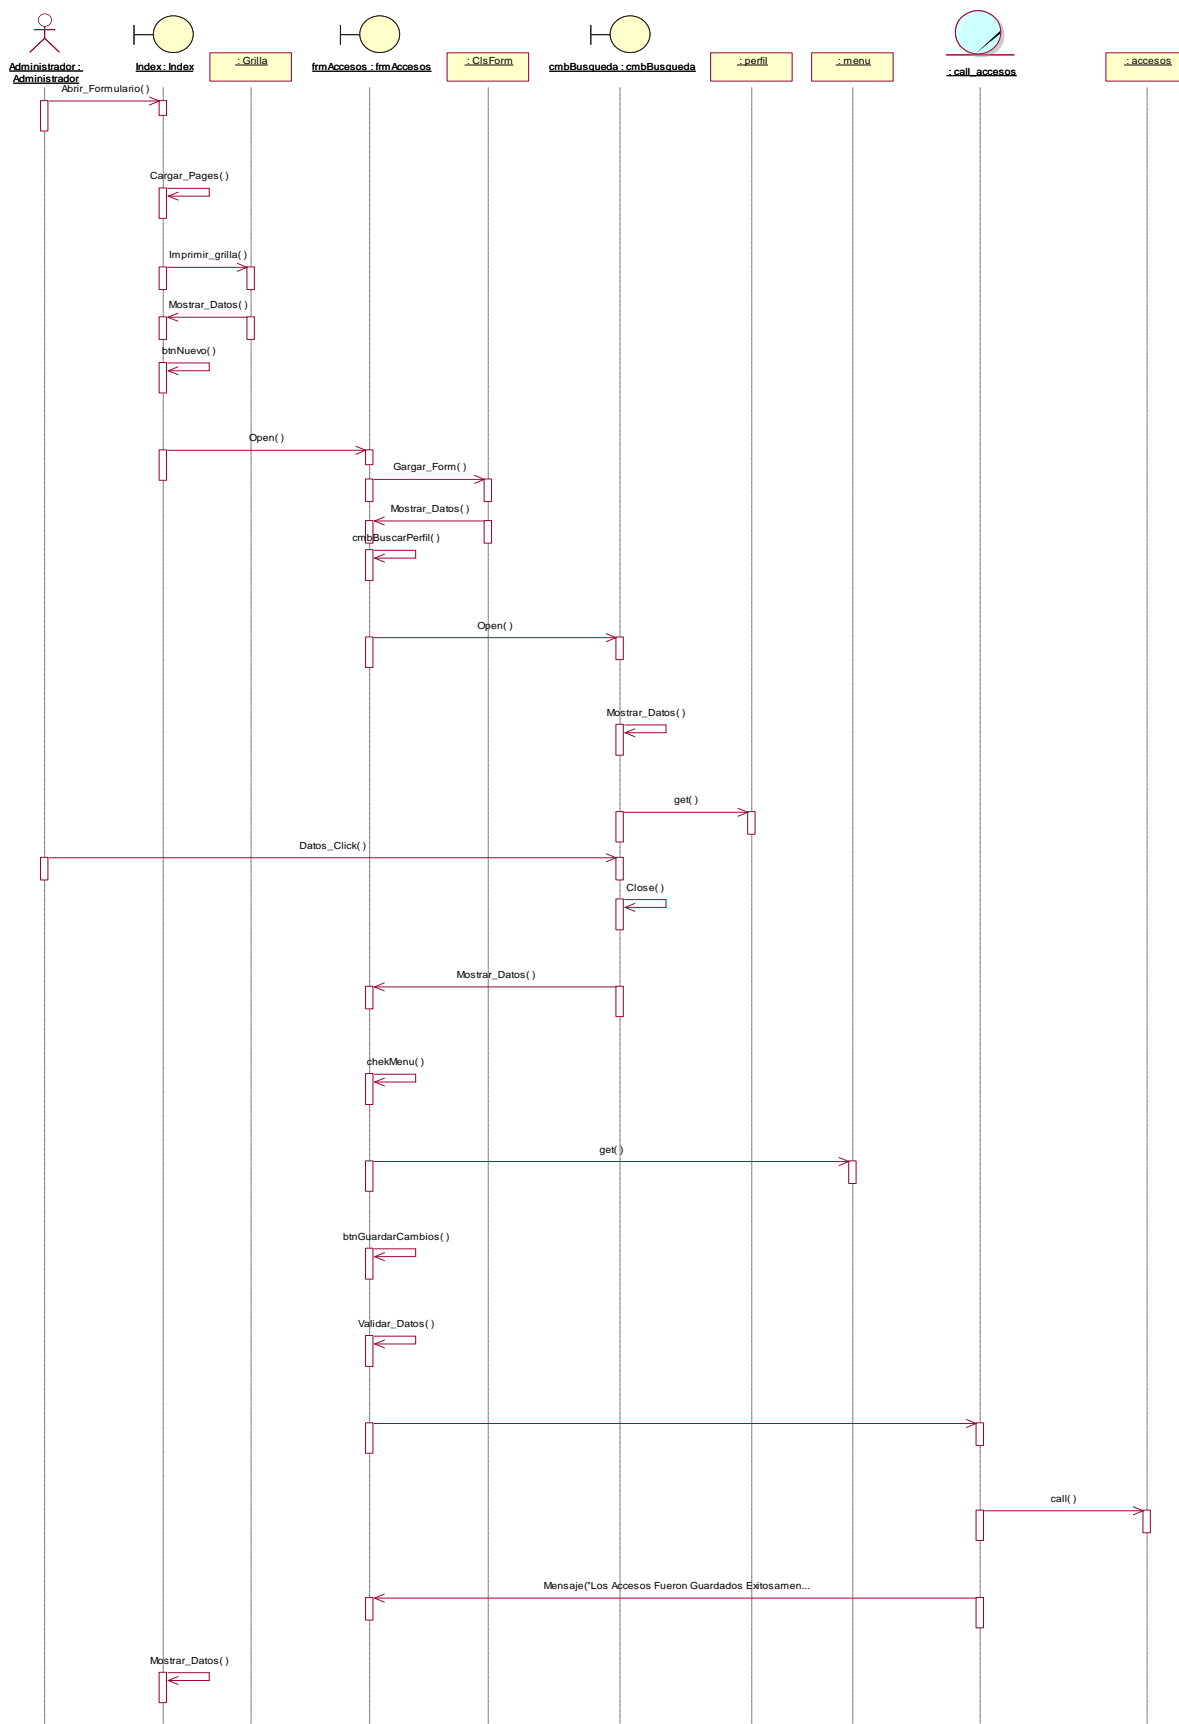 Administrador :
Administrador
Index : Index
: Grilla
frmAccesos : frmAccesos
: ClsForm
cmbBusqueda : cmbBusqueda
: perfil
: menu
: call_accesos
: accesos
Abrir_Formulario( )
Cargar_Pages( )
Imprimir_grilla( )
Mostrar_Datos( )
btnNuevo( )
Open( )
Gargar_Form( )
Mostrar_Datos( )
cmbBuscarPerfil( )
Open( )
Mostrar_Datos( )
get( )
Datos_Click( )
Close( )
Mostrar_Datos( )
chekMenu( )
get( )
btnGuardarCambios( )
Validar_Datos( )
call( )
Mensaje("Los Accesos Fueron Guardados Exitosamen...
Mostrar_Datos( )